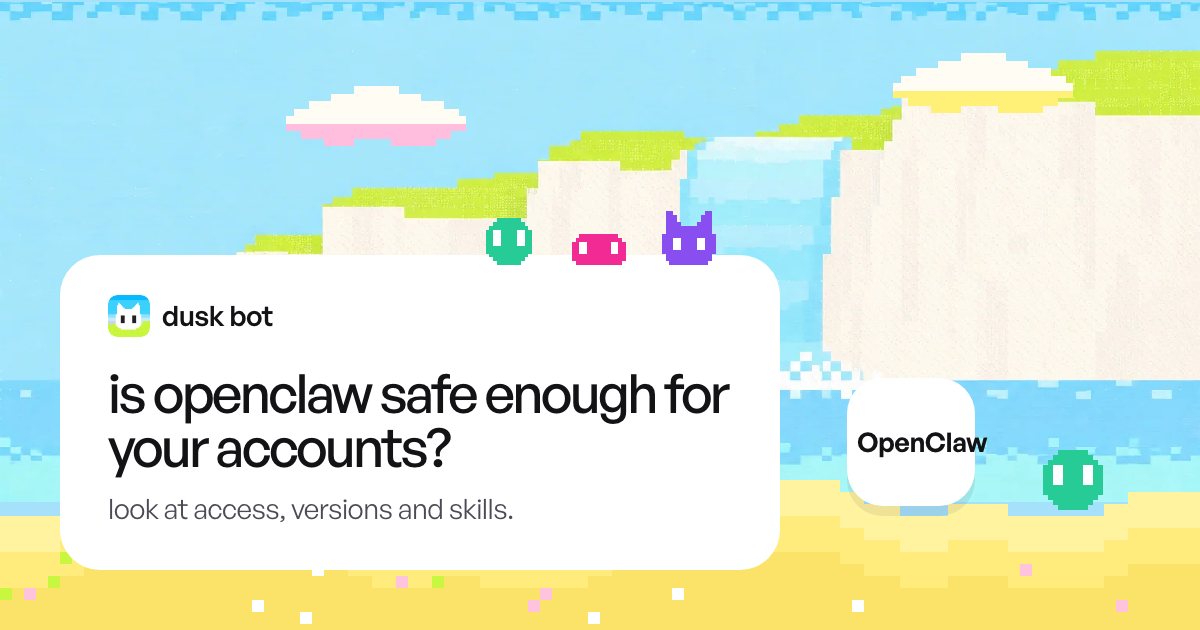 dusk bot
is openclaw safe enough for
your accounts?
look at access, versions and skills.
OpenClaw